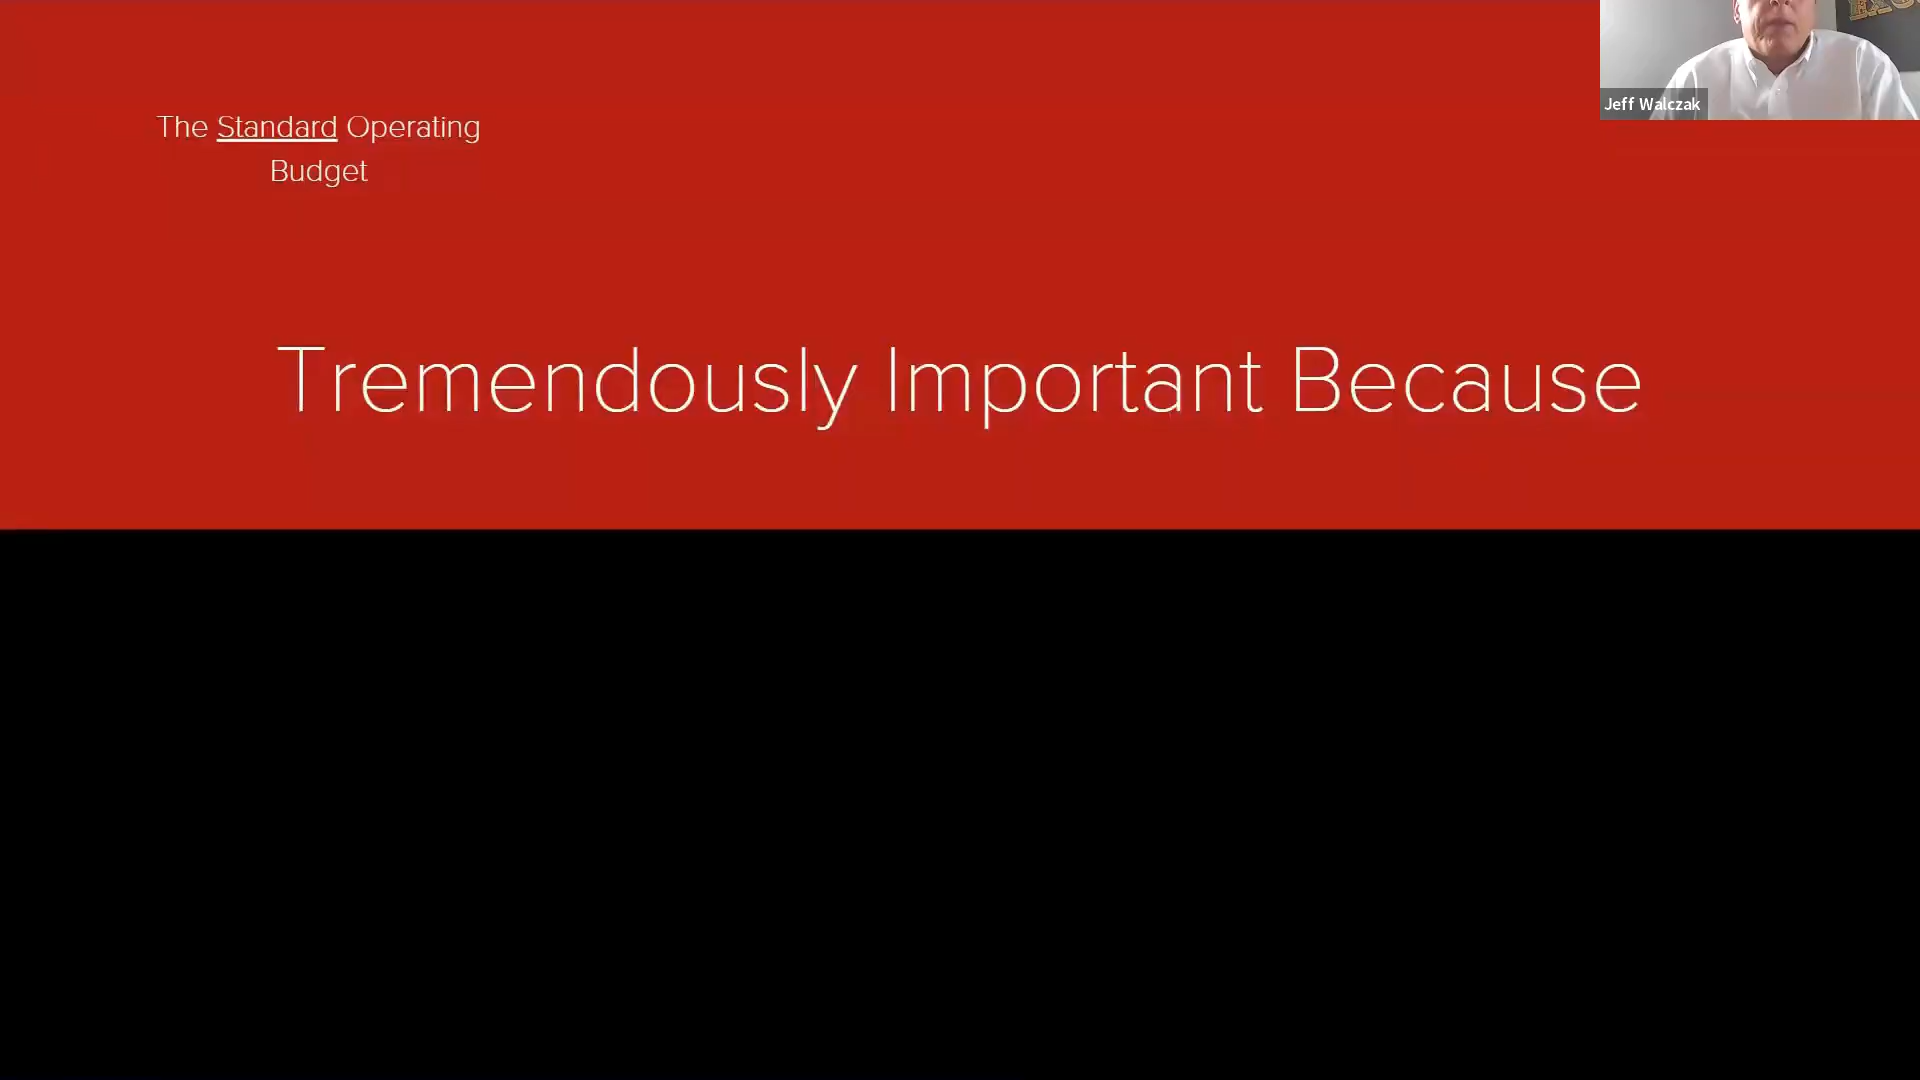 The Standard Operating
Budget
Jeff Walczak
Tremendously Important Because